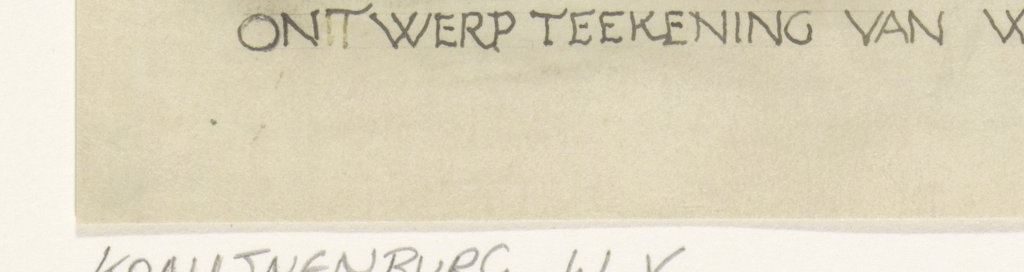 ONTWERP TEEKENING VAN
KONIJNENBURG W. V